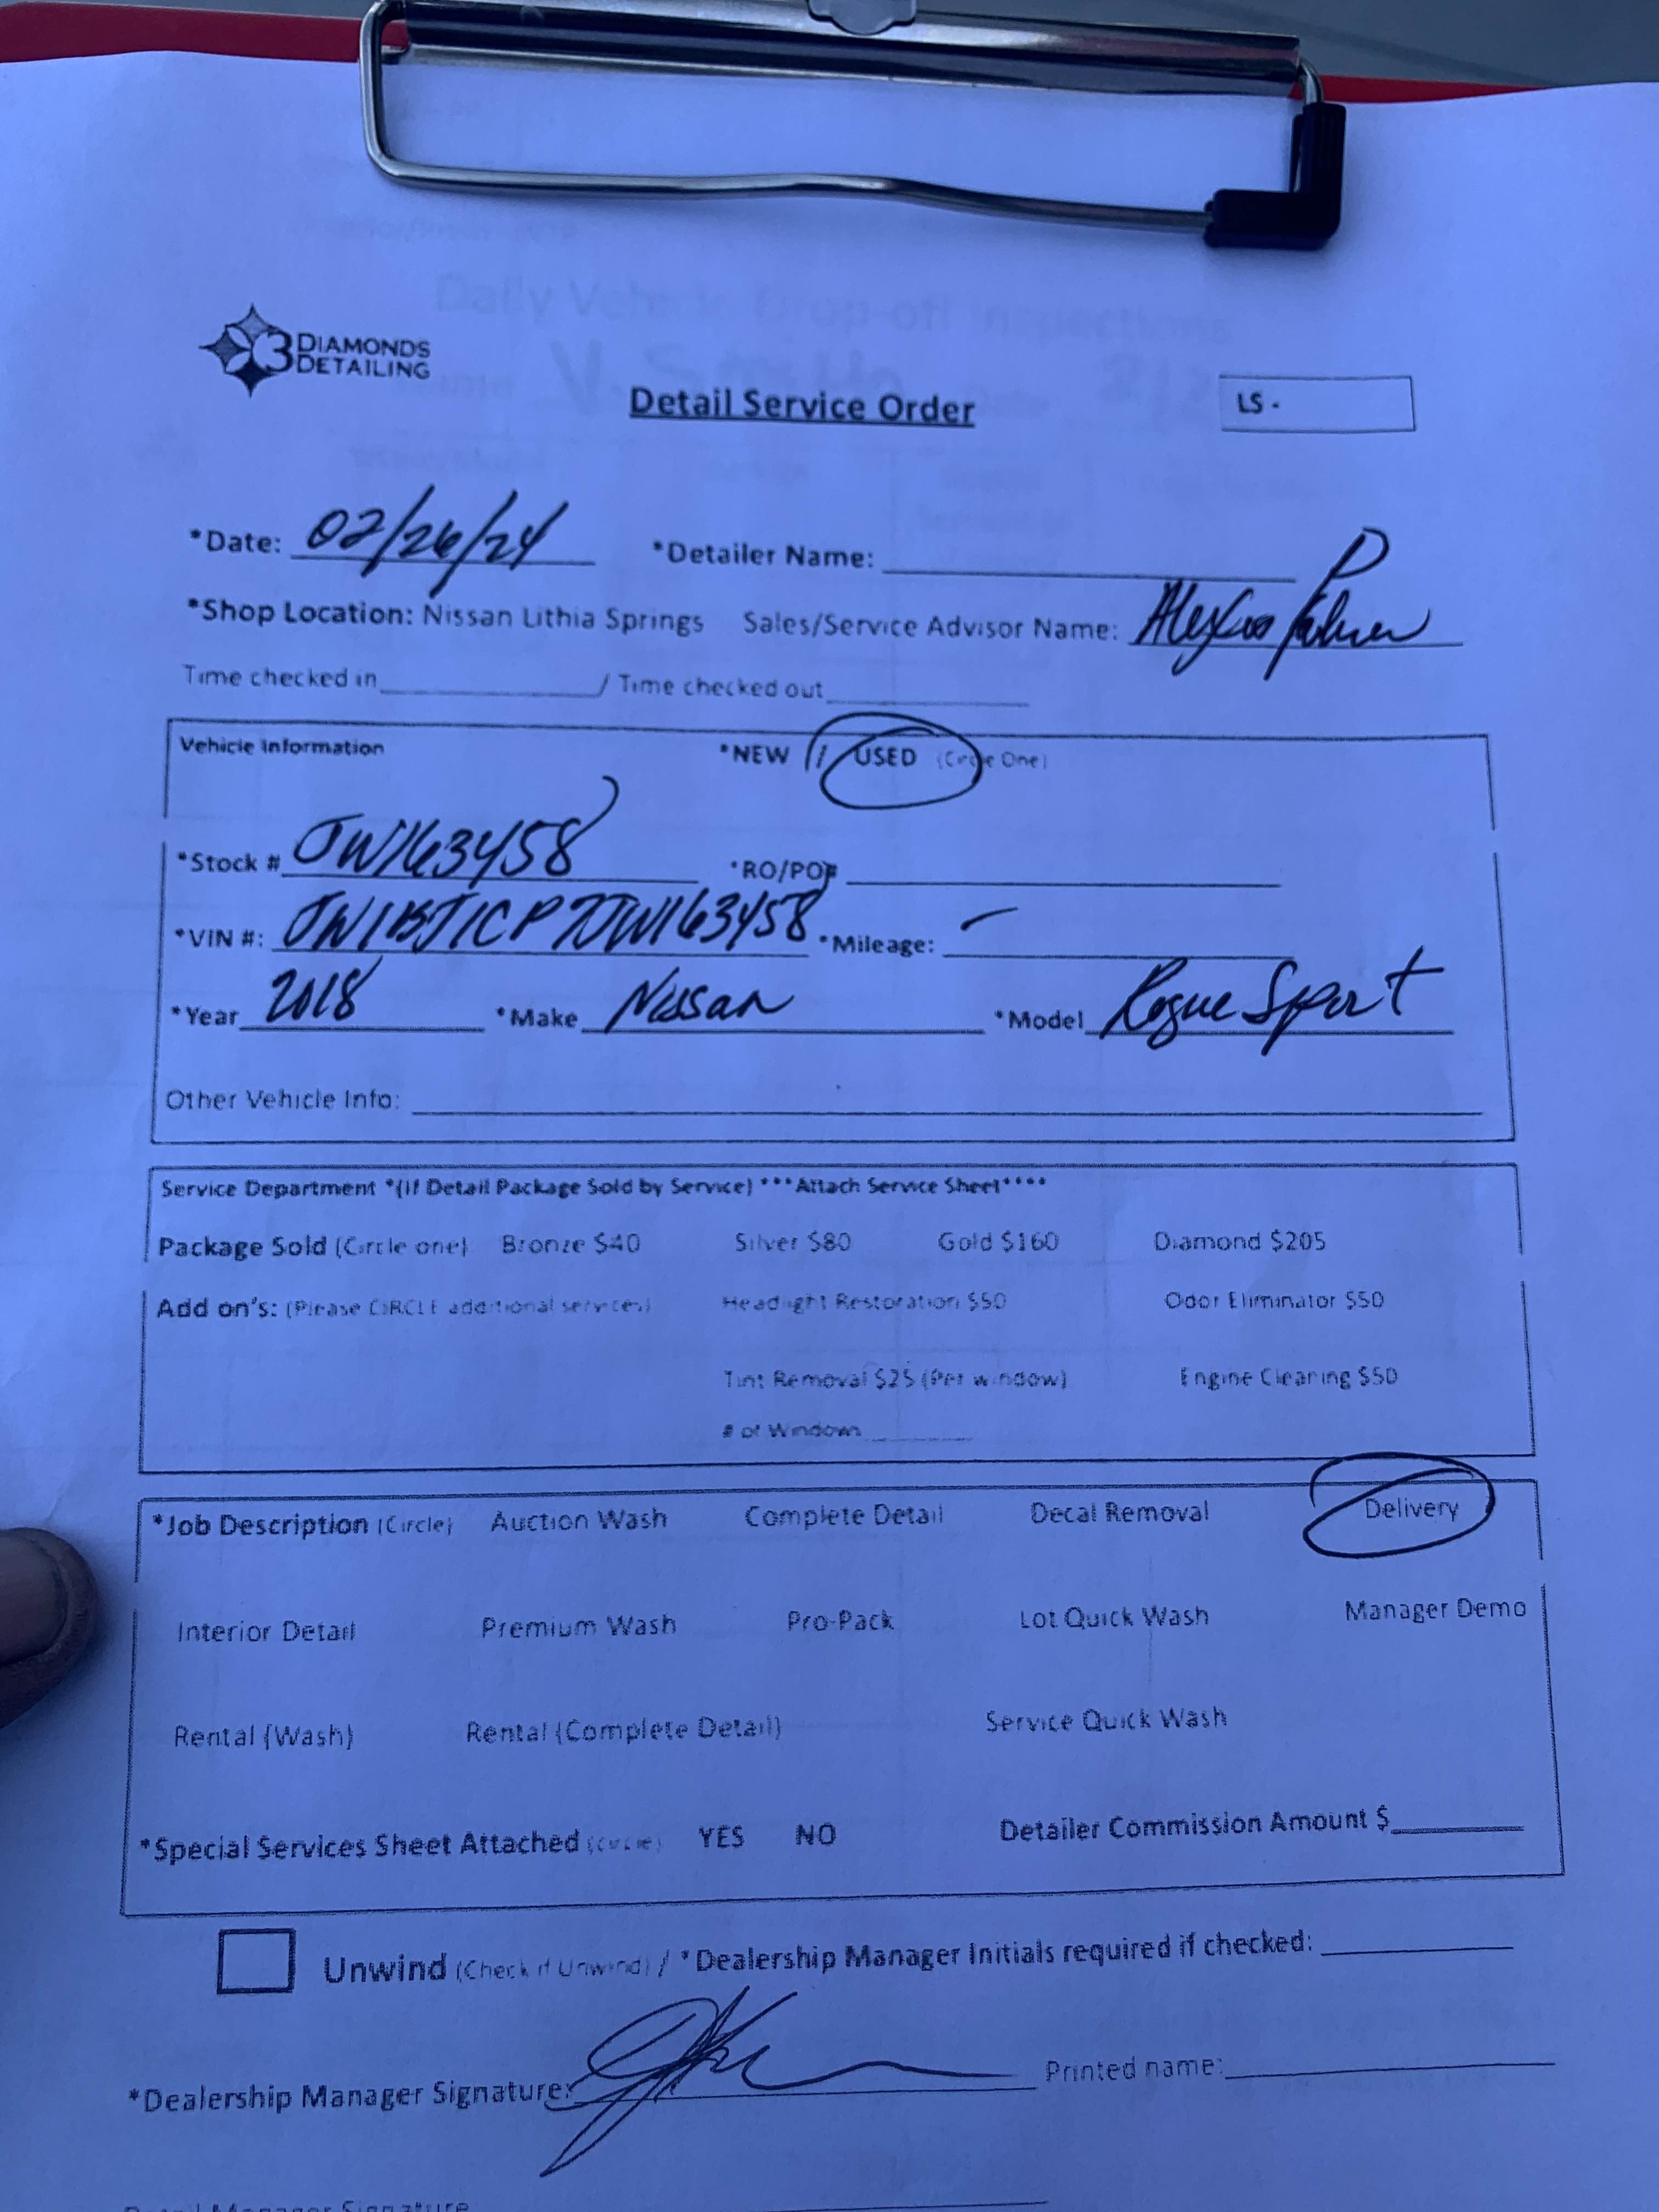 3 DIAMONDS
DETAILING
Daily Vehicle Drop-off Inspections
Detail Service Order
LS -
*Date: 02/26/24 *Detailer Name:
*Shop Location: Nissan Lithia Springs Sales/Service Advisor Name:
Time checked in / Time checked out
Vehicle Information *NEW / USED (Circle One)
*Stock # JW163458 *RO/PO#
*VIN #: *Mileage: -
*Year 2018 *Make Nissan *Model Rogue Sport
Other Vehicle Info:
Service Department *(If Detail Package Sold by Service) ***Attach Service Sheet****
Package Sold (Circle one) Bronze $40 Silver $80 Gold $160 Diamond $205
Add on's: (Please CIRCLE additional services) Headlight Restoration $50 Odor Eliminator $50
Tint Removal $25 (Per window) Engine Cleaning $50
# of Window
*Job Description (Circle) Auction Wash Complete Detail Decal Removal Delivery
Interior Detail Premium Wash Pro-Pack Lot Quick Wash Manager Demo
Rental (Wash) Rental (Complete Detail) Service Quick Wash
*Special Services Sheet Attached (circle) YES NO Detailer Commission Amount $
Unwind (Check if Unwind) / *Dealership Manager Initials required if checked:
*Dealership Manager Signature: Printed name:
Manager Signature